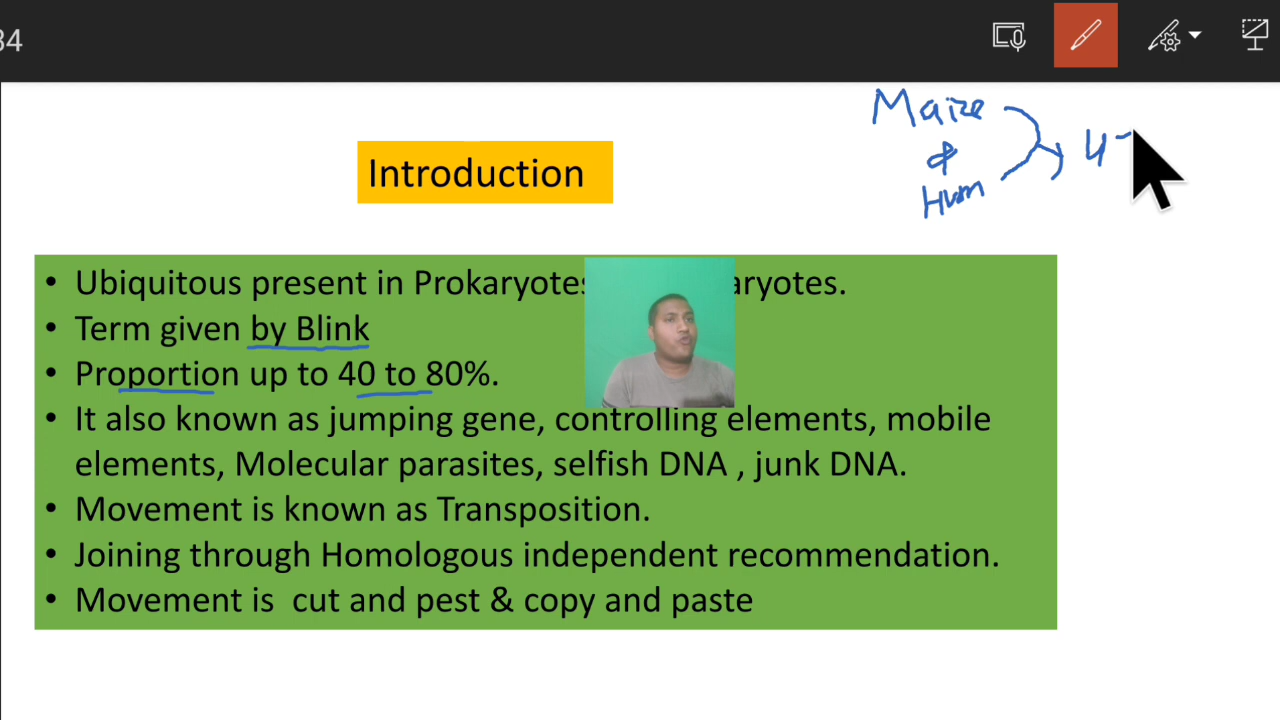 34
Maize
&
Hum
4
Introduction
• Ubiquitous present in Prokaryotes aryotes.
• Term given by Blink
• Proportion up to 40 to 80%.
• It also known as jumping gene, controlling elements, mobile
elements, Molecular parasites, selfish DNA , junk DNA.
• Movement is known as Transposition.
• Joining through Homologous independent recommendation.
• Movement is cut and pest & copy and paste